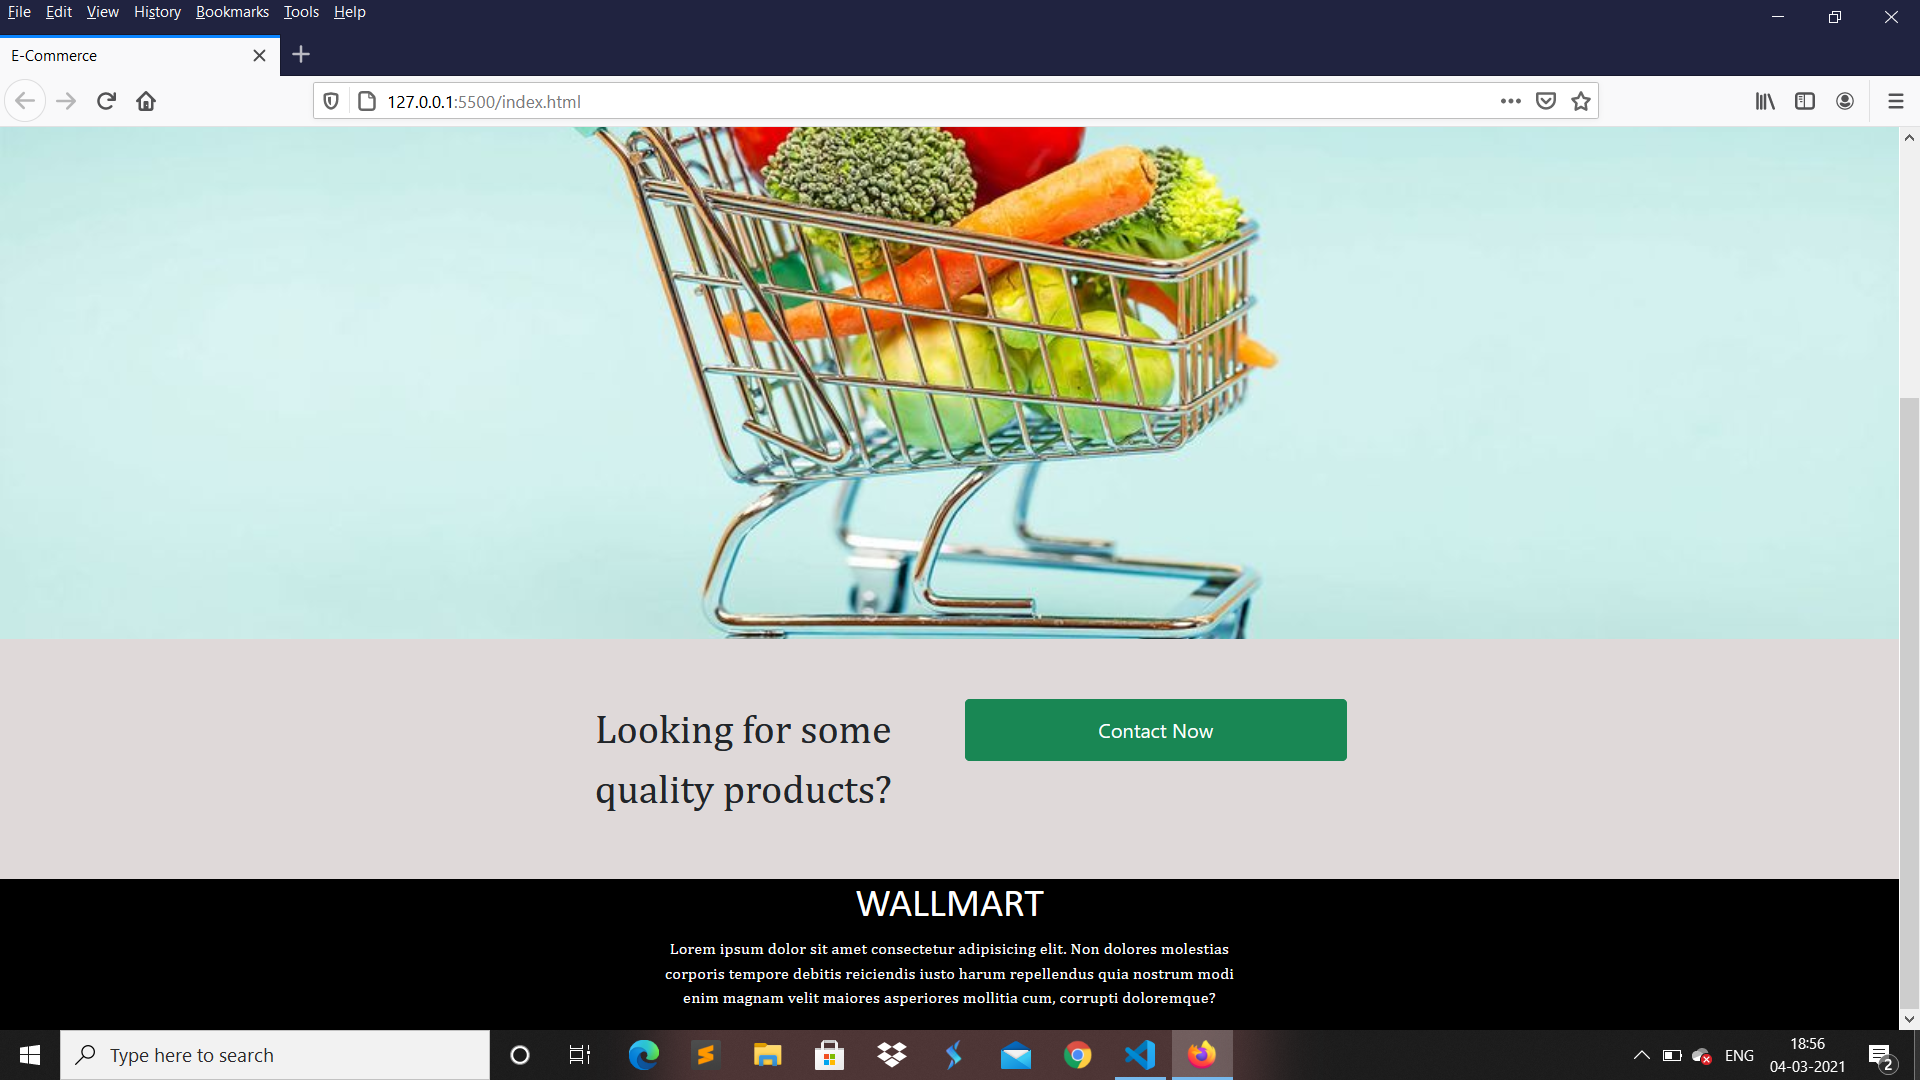 File Edit View History Bookmarks Tools Help
E-Commerce
127.0.0.1:5500/index.html
Looking for some
quality products?
Contact Now
WALLMART
Lorem ipsum dolor sit amet consectetur adipisicing elit. Non dolores molestias
corporis tempore debitis reiciendis iusto harum repellendus quia nostrum modi
enim magnam velit maiores asperiores mollitia cum, corrupti doloremque?
Type here to search
ENG
18:56
04-03-2021
2